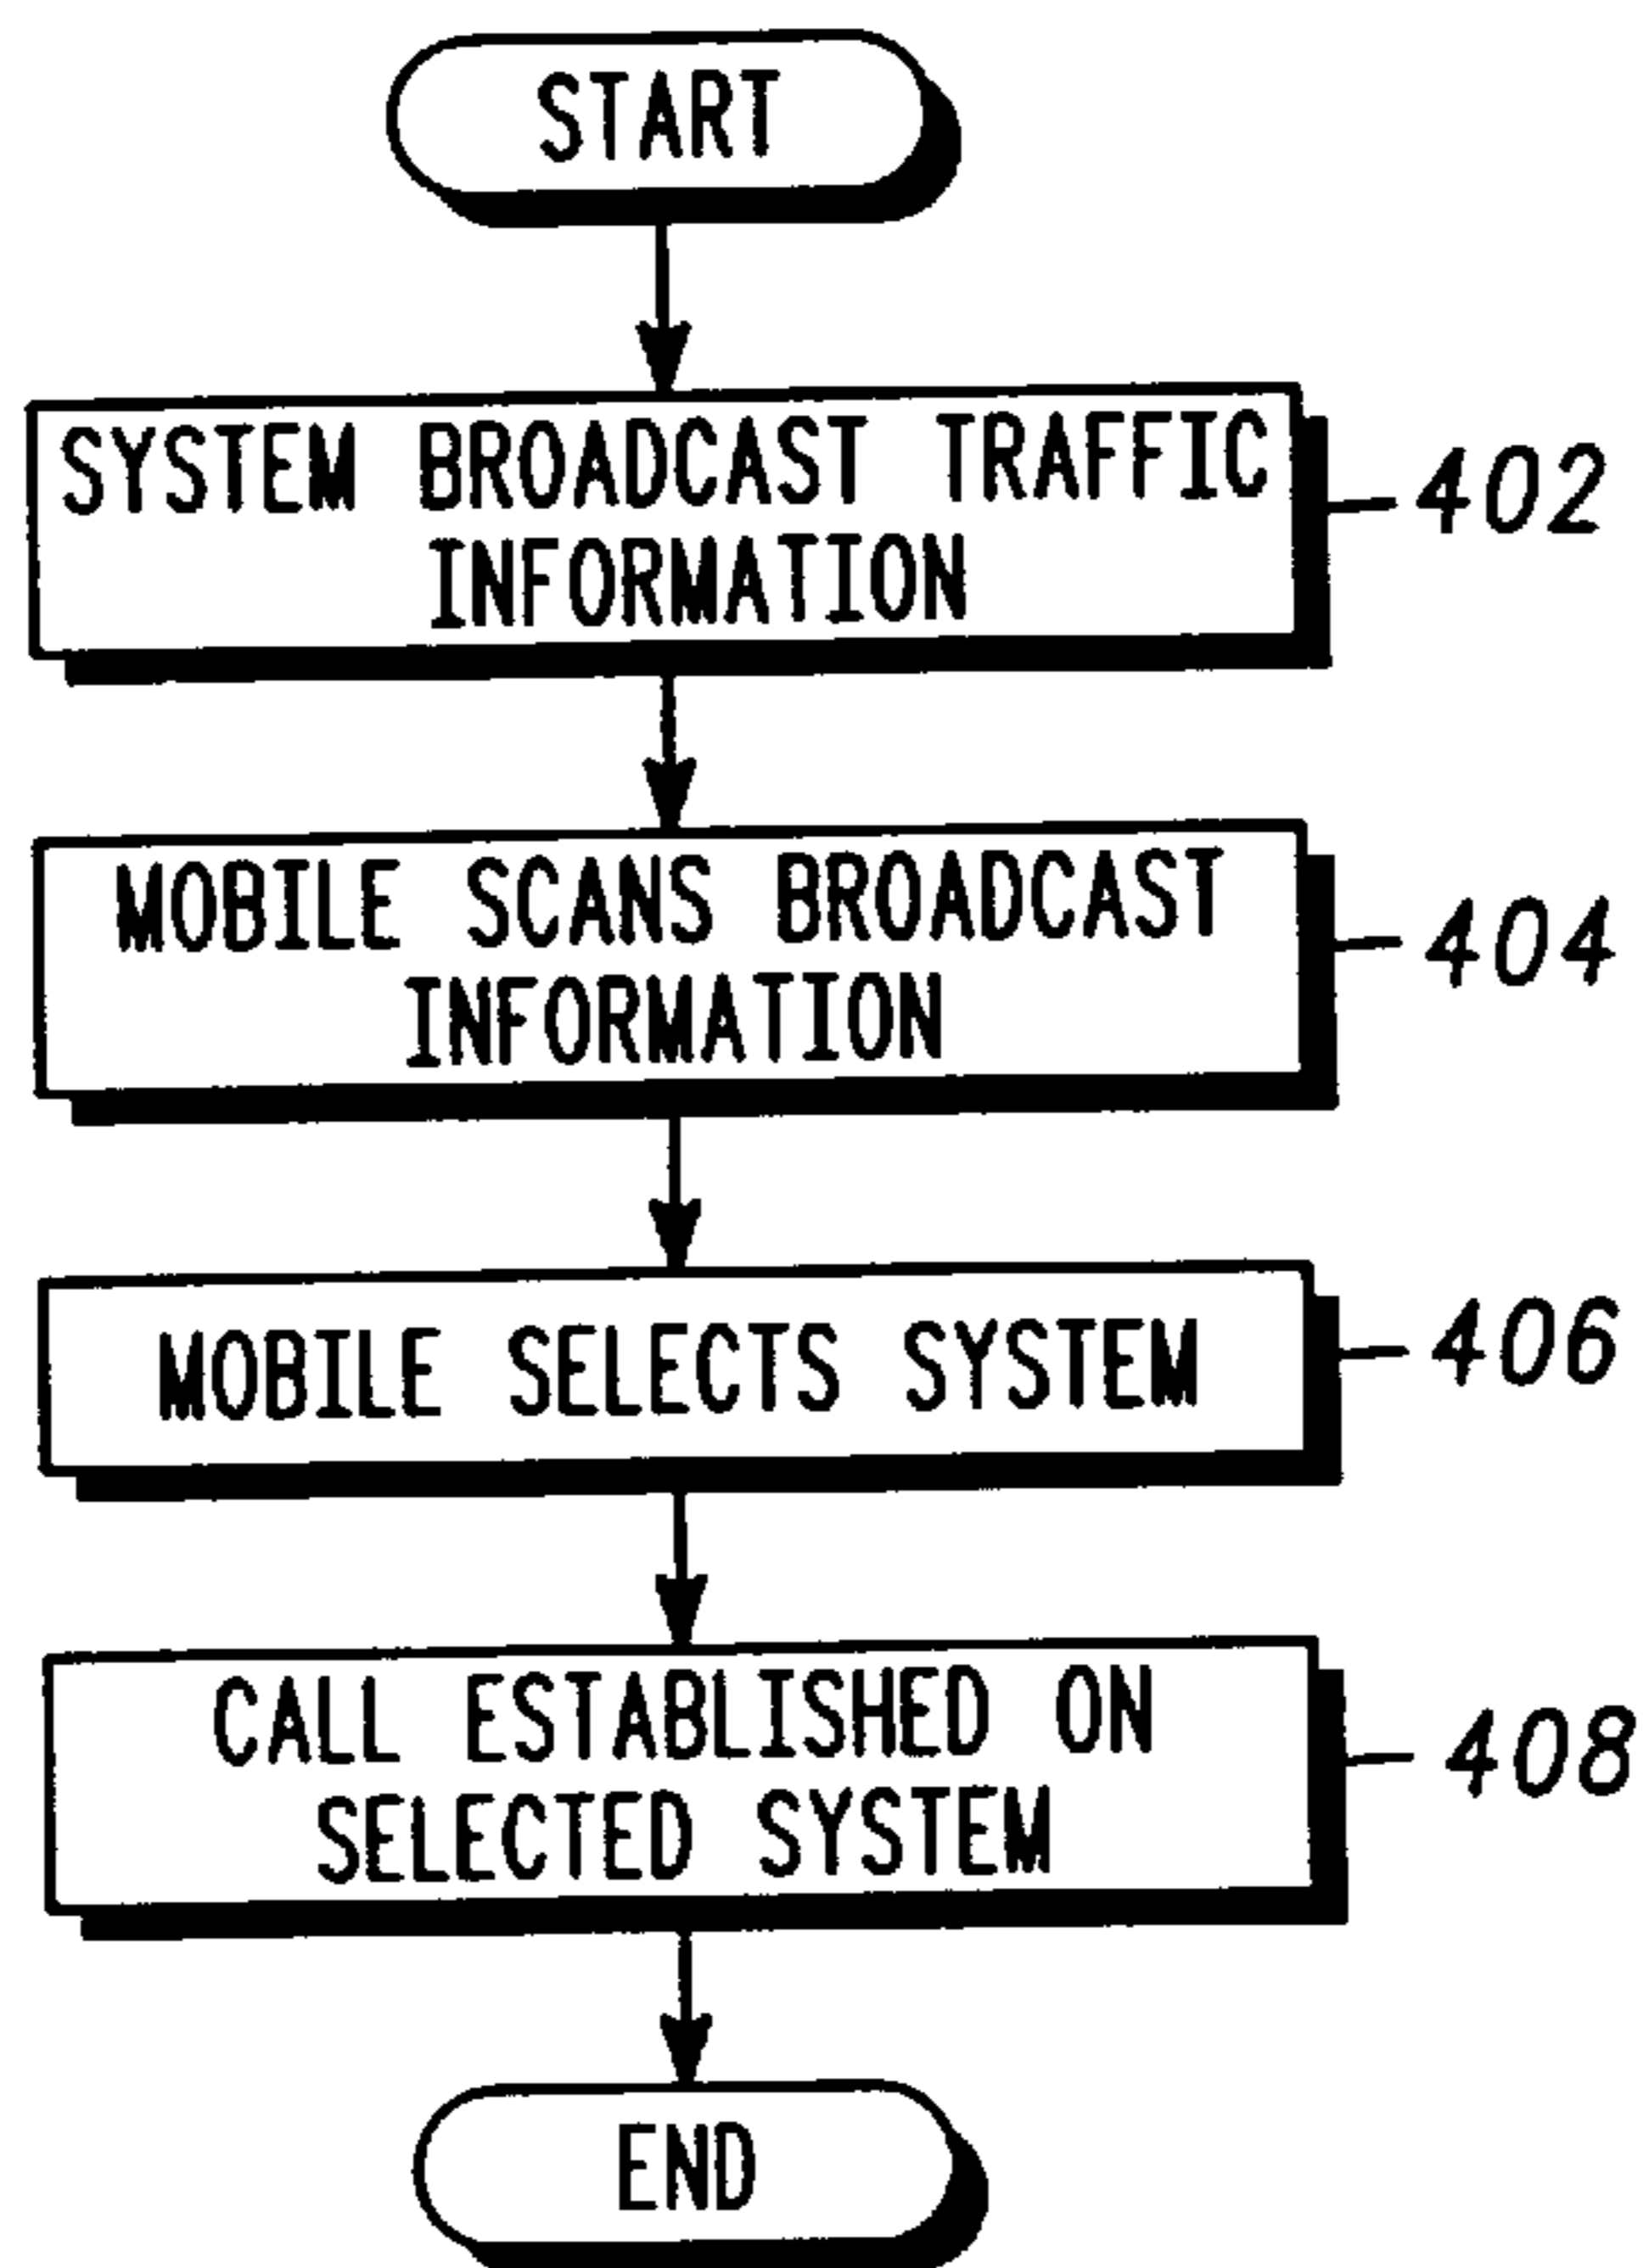 START
SYSTEM BROADCAST TRAFFIC
INFORMATION
402
MOBILE SCANS BROADCAST
INFORMATION
404
MOBILE SELECTS SYSTEM
406
CALL ESTABLISHED ON
SELECTED SYSTEM
408
END